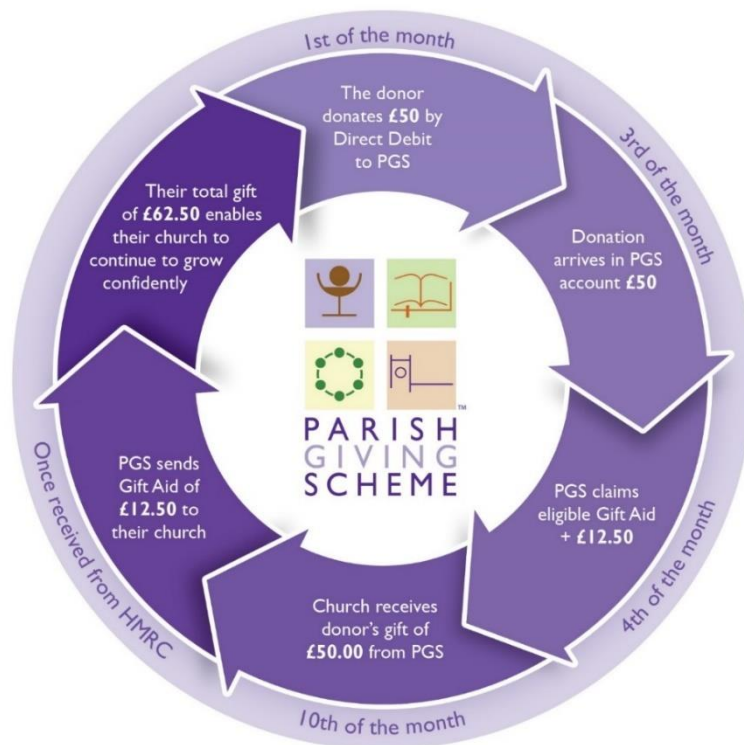 1st of the month
The donor
donates £50 by
Direct Debit
to PGS
3rd of the month
Donation
arrives in PGS
account £50
4th of the month
PGS claims
eligible Gift Aid
+ £12.50
10th of the month
Church receives
donor's gift of
£50.00 from PGS
Once received from HMRC
PGS sends
Gift Aid of
£12.50 to
their church
Their total gift
of £62.50 enables
their church to
continue to grow
confidently
PARISH
GIVING
SCHEME
™